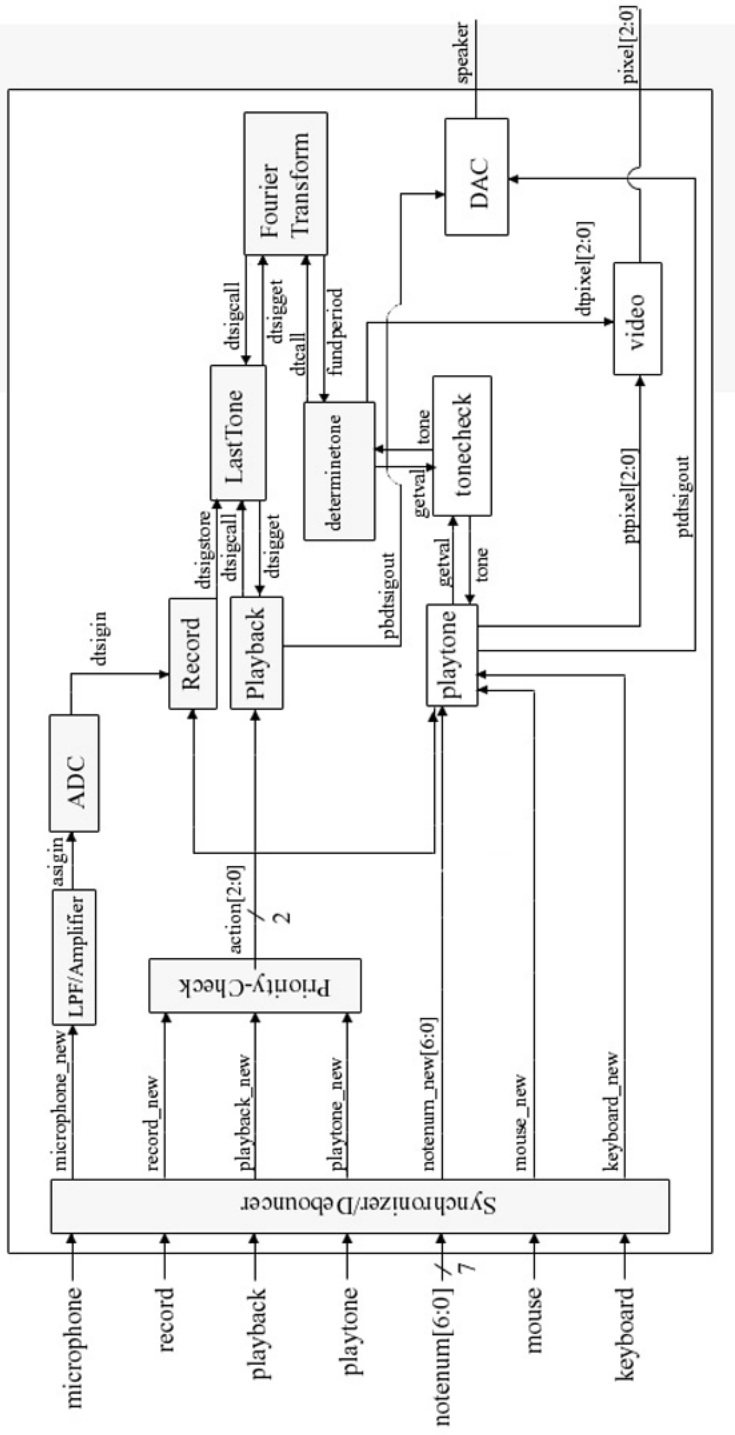 microphone
record
playback
playtone
notenum[6:0]
7
mouse
keyboard
Synchronizer/Debouncer
microphone_new
record_new
playback_new
playtone_new
notenum_new[6:0]
mouse_new
keyboard_new
LPF/Amplifier
asigin
ADC
dtsigin
Priority-Check
action[2:0]
2
Record
dtsigstore
Playback
dtsigcall
dtsigget
pbdtsigout
LastTone
dtsigcall
dtsigget
Fourier
Transform
dtcall
fundperiod
determinetone
getval
tone
tonecheck
getval
tone
playtone
ptpixel[2:0]
ptdtsigout
dtpixel[2:0]
video
DAC
speaker
pixel[2:0]